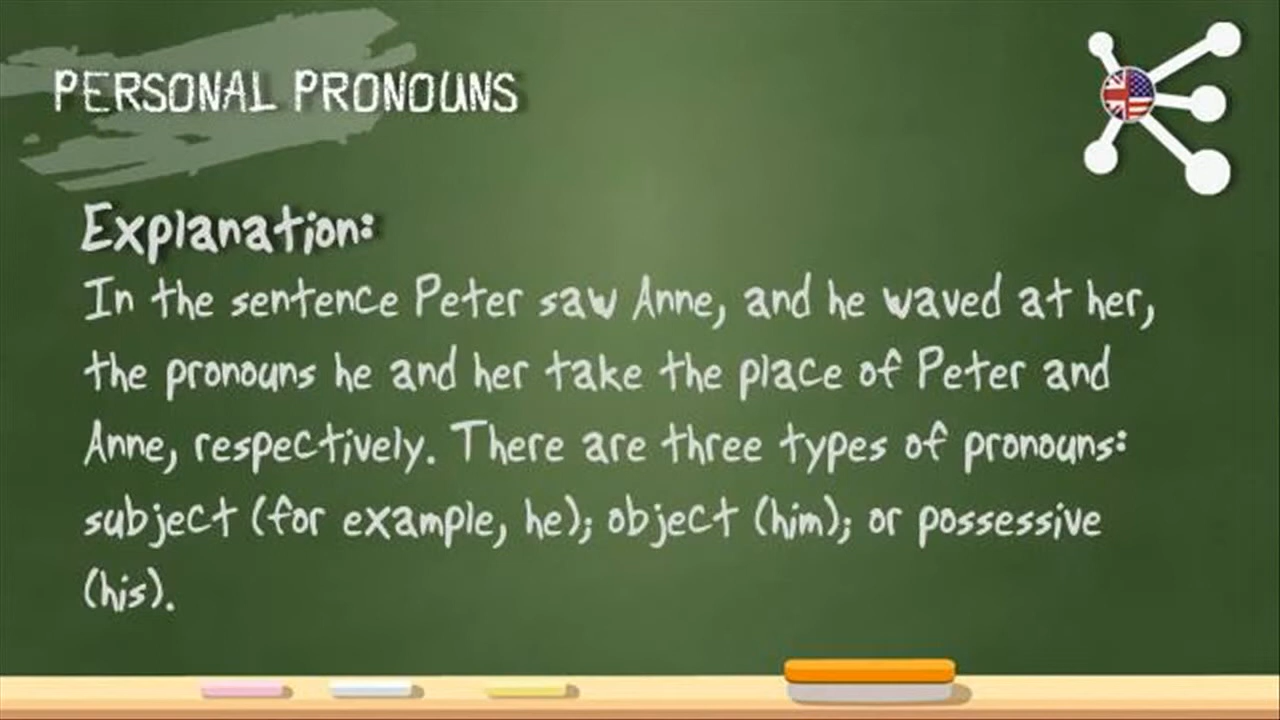 PERSONAL PRONOUNS
Explanation:
In the sentence Peter saw Anne, and he waved at her,
the pronouns he and her take the place of Peter and
Anne, respectively. There are three types of pronouns:
subject (for example, he); object (him); or possessive
(his).